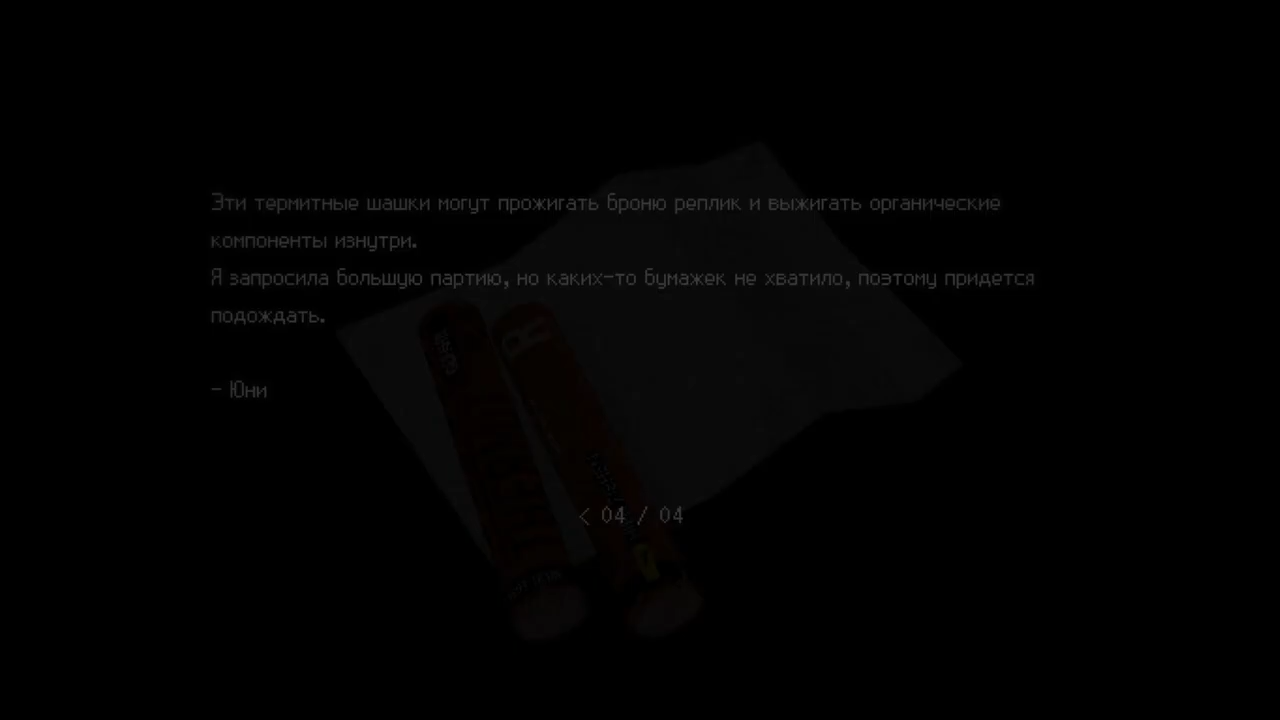 Эти термитные шашки могут прожигать броню реплик и выжигать органические
компоненты изнутри.
Я запросила большую партию, но каких-то бумажек не хватило, поэтому придется
подождать.
- Юни
< 04 / 04
R